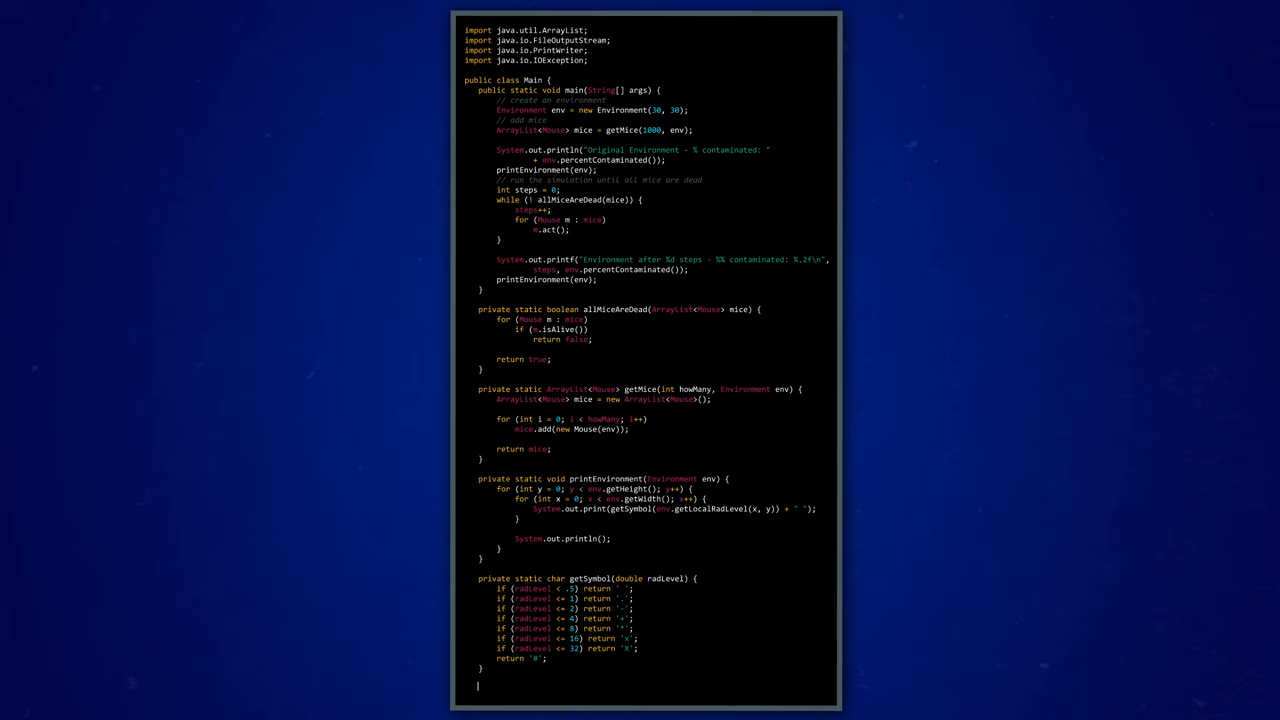 import java.util.ArrayList;
import java.io.FileOutputStream;
import java.io.PrintWriter;
import java.io.IOException;
public class Main {
public static void main(String[] args) {
// create an environment
Environment env = new Environment(30, 30);
// add mice
ArrayList<Mouse> mice = getMice(1000, env);
System.out.println("Original Environment - % contaminated: "
+ env.percentContaminated());
printEnvironment(env);
// run the simulation until all mice are dead
int steps = 0;
while (! allMiceAreDead(mice)) {
steps++;
for (Mouse m : mice)
m.act();
}
System.out.printf("Environment after %d steps - %% contaminated: %.2f\n",
steps, env.percentContaminated());
printEnvironment(env);
}
private static boolean allMiceAreDead(ArrayList<Mouse> mice) {
for (Mouse m : mice)
if (m.isAlive())
return false;
return true;
}
private static ArrayList<Mouse> getMice(int howMany, Environment env) {
ArrayList<Mouse> mice = new ArrayList<Mouse>();
for (int i = 0; i < howMany; i++)
mice.add(new Mouse(env));
return mice;
}
private static void printEnvironment(Environment env) {
for (int y = 0; y < env.getHeight(); y++) {
for (int x = 0; x < env.getWidth(); x++) {
System.out.print(getSymbol(env.getLocalRadLevel(x, y)) + " ");
}
System.out.println();
}
}
private static char getSymbol(double radLevel) {
if (radLevel < .5) return ' ';
if (radLevel <= 1) return '.';
if (radLevel <= 2) return '-';
if (radLevel <= 4) return '+';
if (radLevel <= 8) return '*';
if (radLevel <= 16) return 'x';
if (radLevel <= 32) return 'X';
return '#';
}